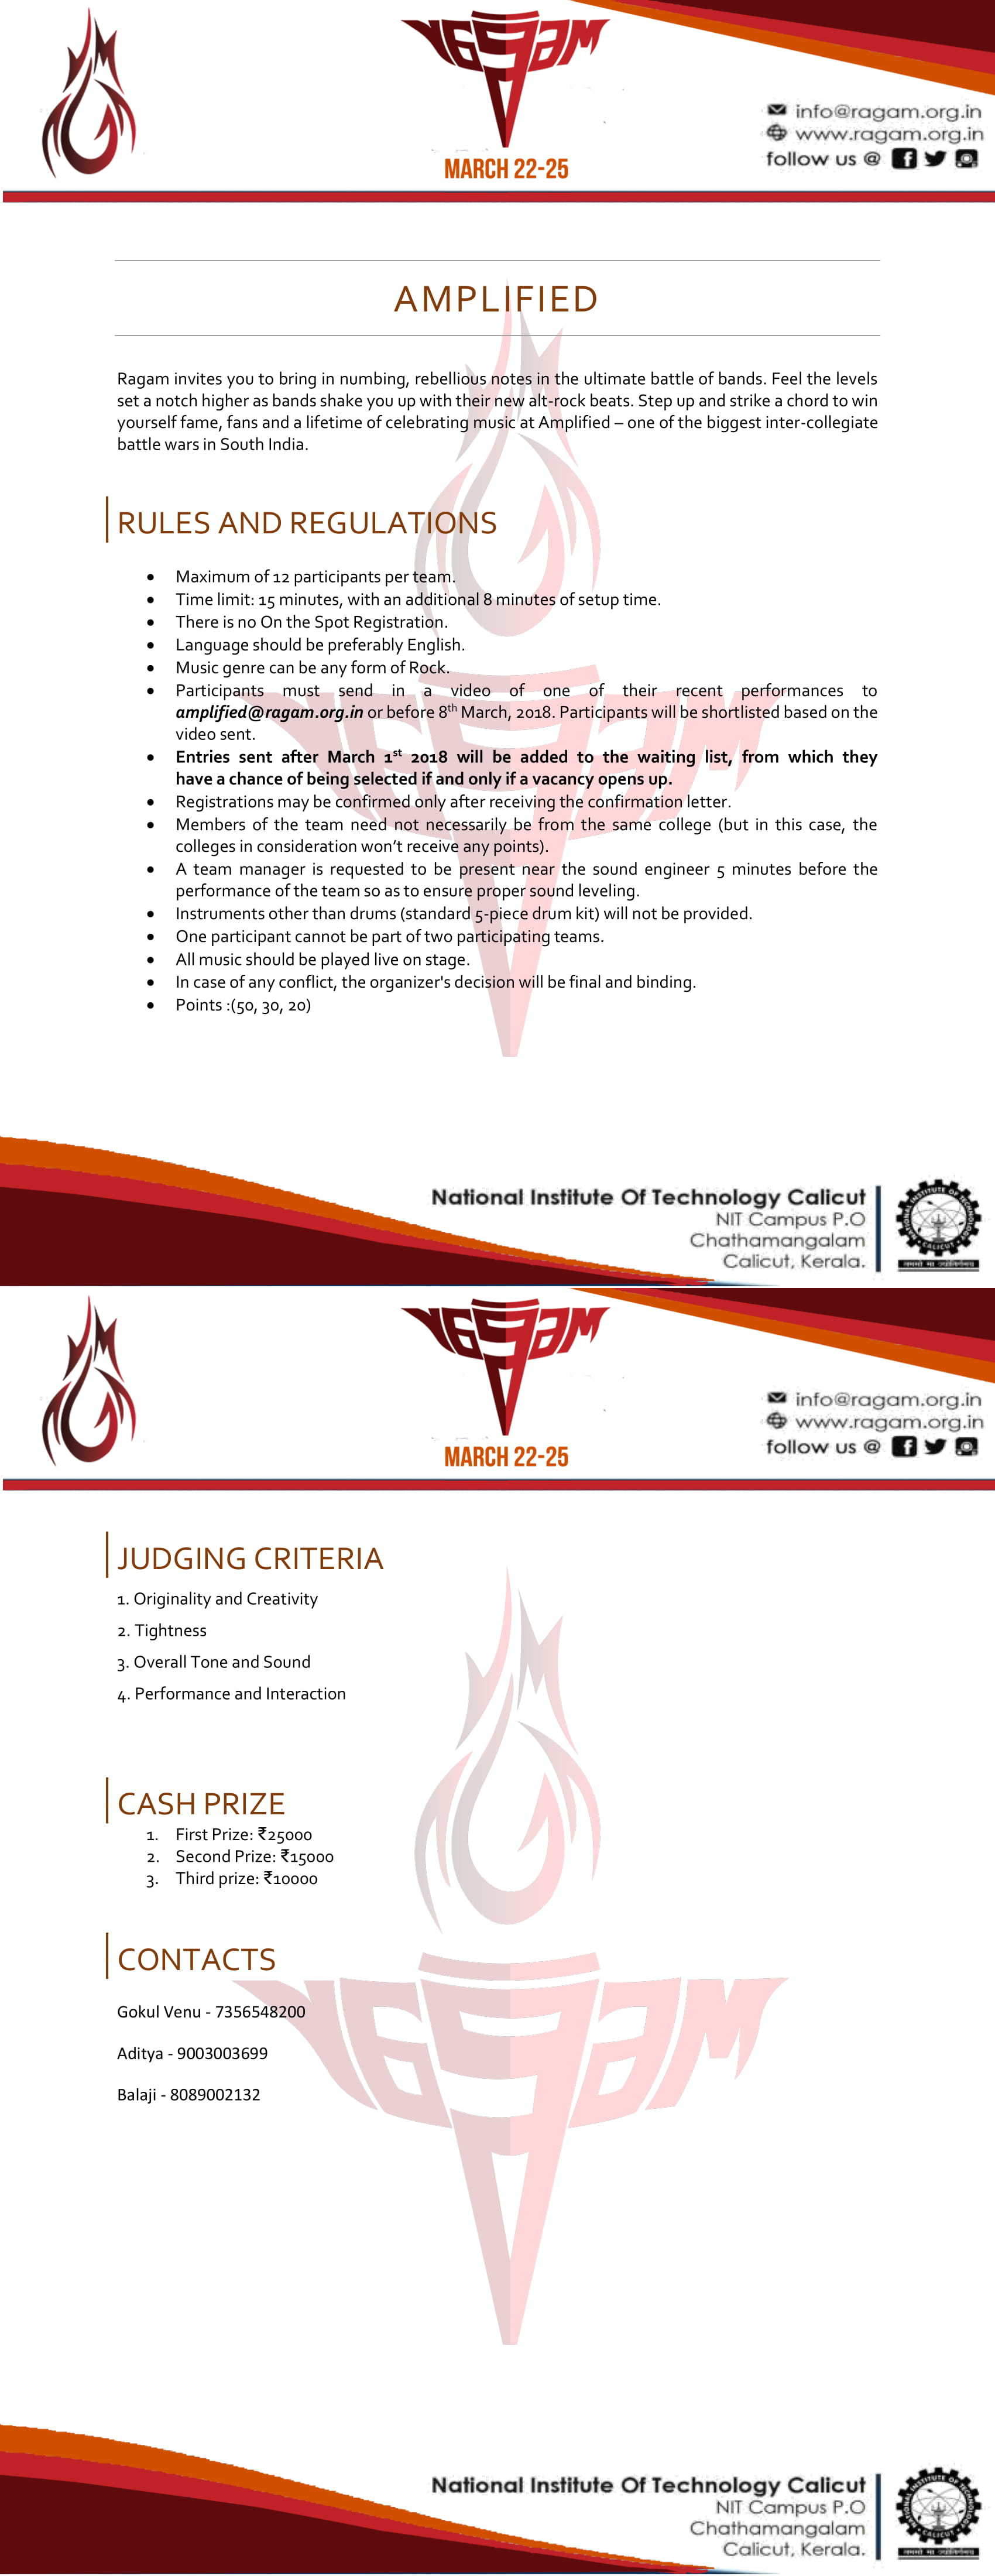 ragam
MARCH 22-25
info@ragam.org.in
www.ragam.org.in
follow us @
AMPLIFIED
Ragam invites you to bring in numbing, rebellious notes in the ultimate battle of bands. Feel the levels
set a notch higher as bands shake you up with their new alt-rock beats. Step up and strike a chord to win
yourself fame, fans and a lifetime of celebrating music at Amplified – one of the biggest inter-collegiate
battle wars in South India.
RULES AND REGULATIONS
• Maximum of 12 participants per team.
• Time limit: 15 minutes, with an additional 8 minutes of setup time.
• There is no On the Spot Registration.
• Language should be preferably English.
• Music genre can be any form of Rock.
• Participants must send in a video of one of their recent performances to
amplified@ragam.org.in or before 8th March, 2018. Participants will be shortlisted based on the
video sent.
• Entries sent after March 1st 2018 will be added to the waiting list, from which they
have a chance of being selected if and only if a vacancy opens up.
• Registrations may be confirmed only after receiving the confirmation letter.
• Members of the team need not necessarily be from the same college (but in this case, the
colleges in consideration won't receive any points).
• A team manager is requested to be present near the sound engineer 5 minutes before the
performance of the team so as to ensure proper sound leveling.
• Instruments other than drums (standard 5-piece drum kit) will not be provided.
• One participant cannot be part of two participating teams.
• All music should be played live on stage.
• In case of any conflict, the organizer's decision will be final and binding.
• Points :(50, 30, 20)
National Institute Of Technology Calicut
NIT Campus P.O
Chathamangalam
Calicut, Kerala.
ragam
MARCH 22-25
info@ragam.org.in
www.ragam.org.in
follow us @
JUDGING CRITERIA
1. Originality and Creativity
2. Tightness
3. Overall Tone and Sound
4. Performance and Interaction
CASH PRIZE
1. First Prize: ₹25000
2. Second Prize: ₹15000
3. Third prize: ₹10000
CONTACTS
Gokul Venu - 7356548200
Aditya - 9003003699
Balaji - 8089002132
ragam
National Institute Of Technology Calicut
NIT Campus P.O
Chathamangalam
Calicut, Kerala.